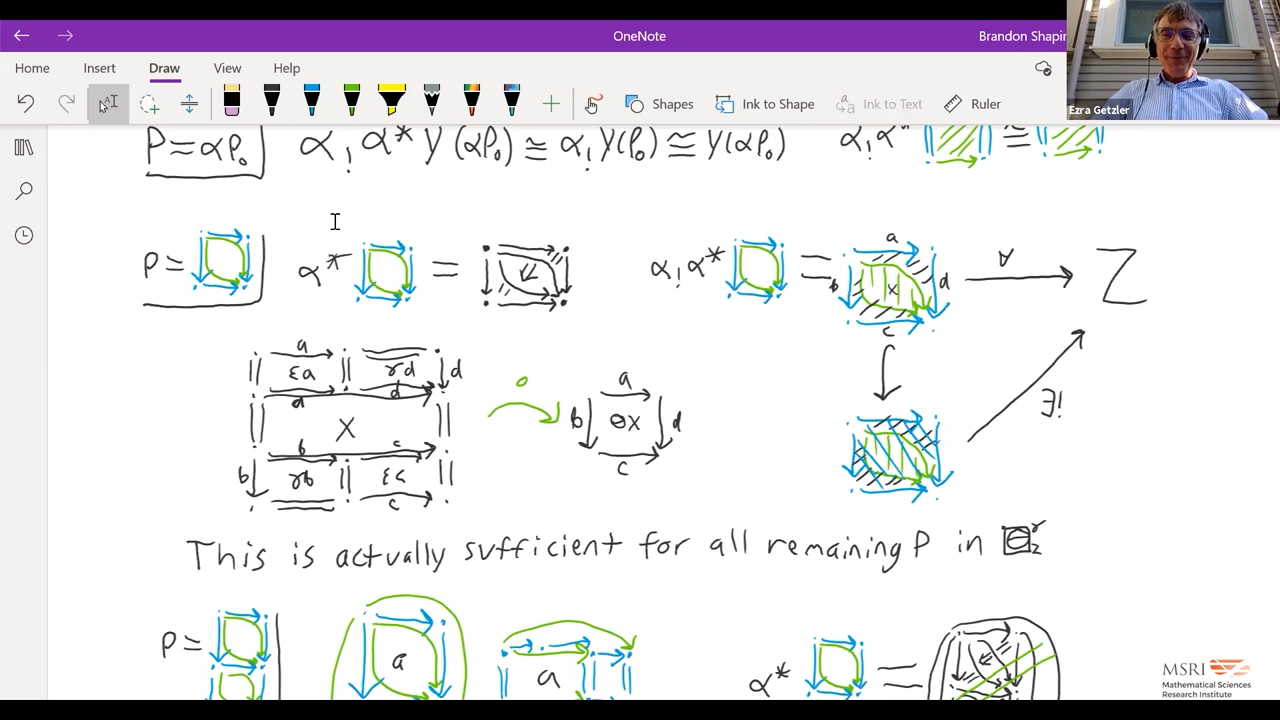 OneNote
Brandon Shapir
Home Insert Draw View Help
Shapes Ink to Shape Ink to Text Ruler
Ezra Getzler
P=αP₀ α! α* Y(αP₀) ≅ α! Y(P₀) ≅ Y(αP₀) α! α* ≅
P= α* = α! α* = a b x d c ∀ Z
a
εa γd d
a d
X
b c
b γb εc
c
o
a
b ΘX d
c
∃!
This is actually sufficient for all remaining P in
P= a a α* =
MSRI
Mathematical Sciences
Research Institute